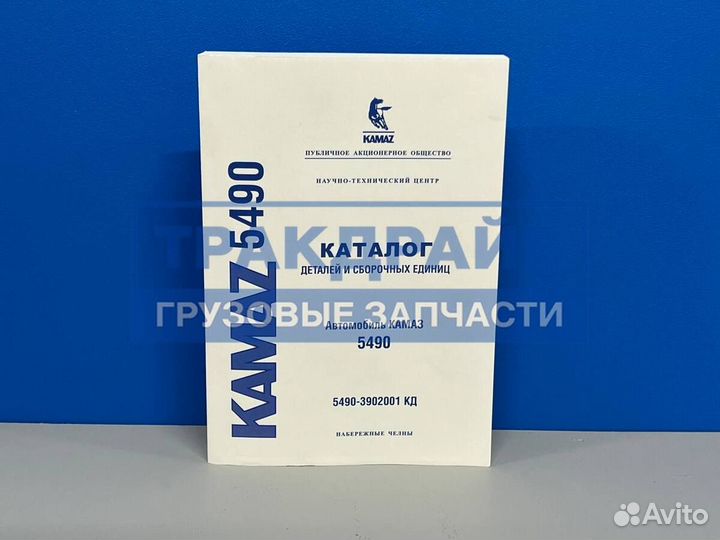 KAMAZ
ПУБЛИЧНОЕ АКЦИОНЕРНОЕ ОБЩЕСТВО
НАУЧНО-ТЕХНИЧЕСКИЙ ЦЕНТР
KAMAZ 5490
ТРАКДРАЙВ
КАТАЛОГ
ДЕТАЛЕЙ И СБОРОЧНЫХ ЕДИНИЦ
ГРУЗОВЫЕ ЗАПЧАСТИ
Автомобиль КАМАЗ
5490
5490-3902001 КД
НАБЕРЕЖНЫЕ ЧЕЛНЫ
Avito